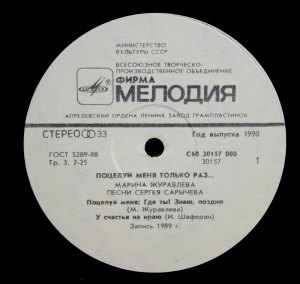 МИНИСТЕРСТВО
КУЛЬТУРЫ СССР
ВСЕСОЮЗНОЕ ТВОРЧЕСКО-
ПРОИЗВОДСТВЕННОЕ ОБЪЕДИНЕНИЕ
ФИРМА
МЕЛОДИЯ
АПРЕЛЕВСКИЙ ОРДЕНА ЛЕНИНА ЗАВОД ГРАМПЛАСТИНОК
СТЕРЕО 33
Год выпуска 1990
ГОСТ 5289-88
С60 30157 000
Гр. 3. 2-25
30157
1
ПОЦЕЛУЙ МЕНЯ ТОЛЬКО РАЗ...
МАРИНА ЖУРАВЛЕВА
ПЕСНИ СЕРГЕЯ САРЫЧЕВА
Поцелуй меня; Где ты! Знаю, поздно
(М. Журавлева)
У счастья на краю (И. Шаферан)
Запись 1989 г.